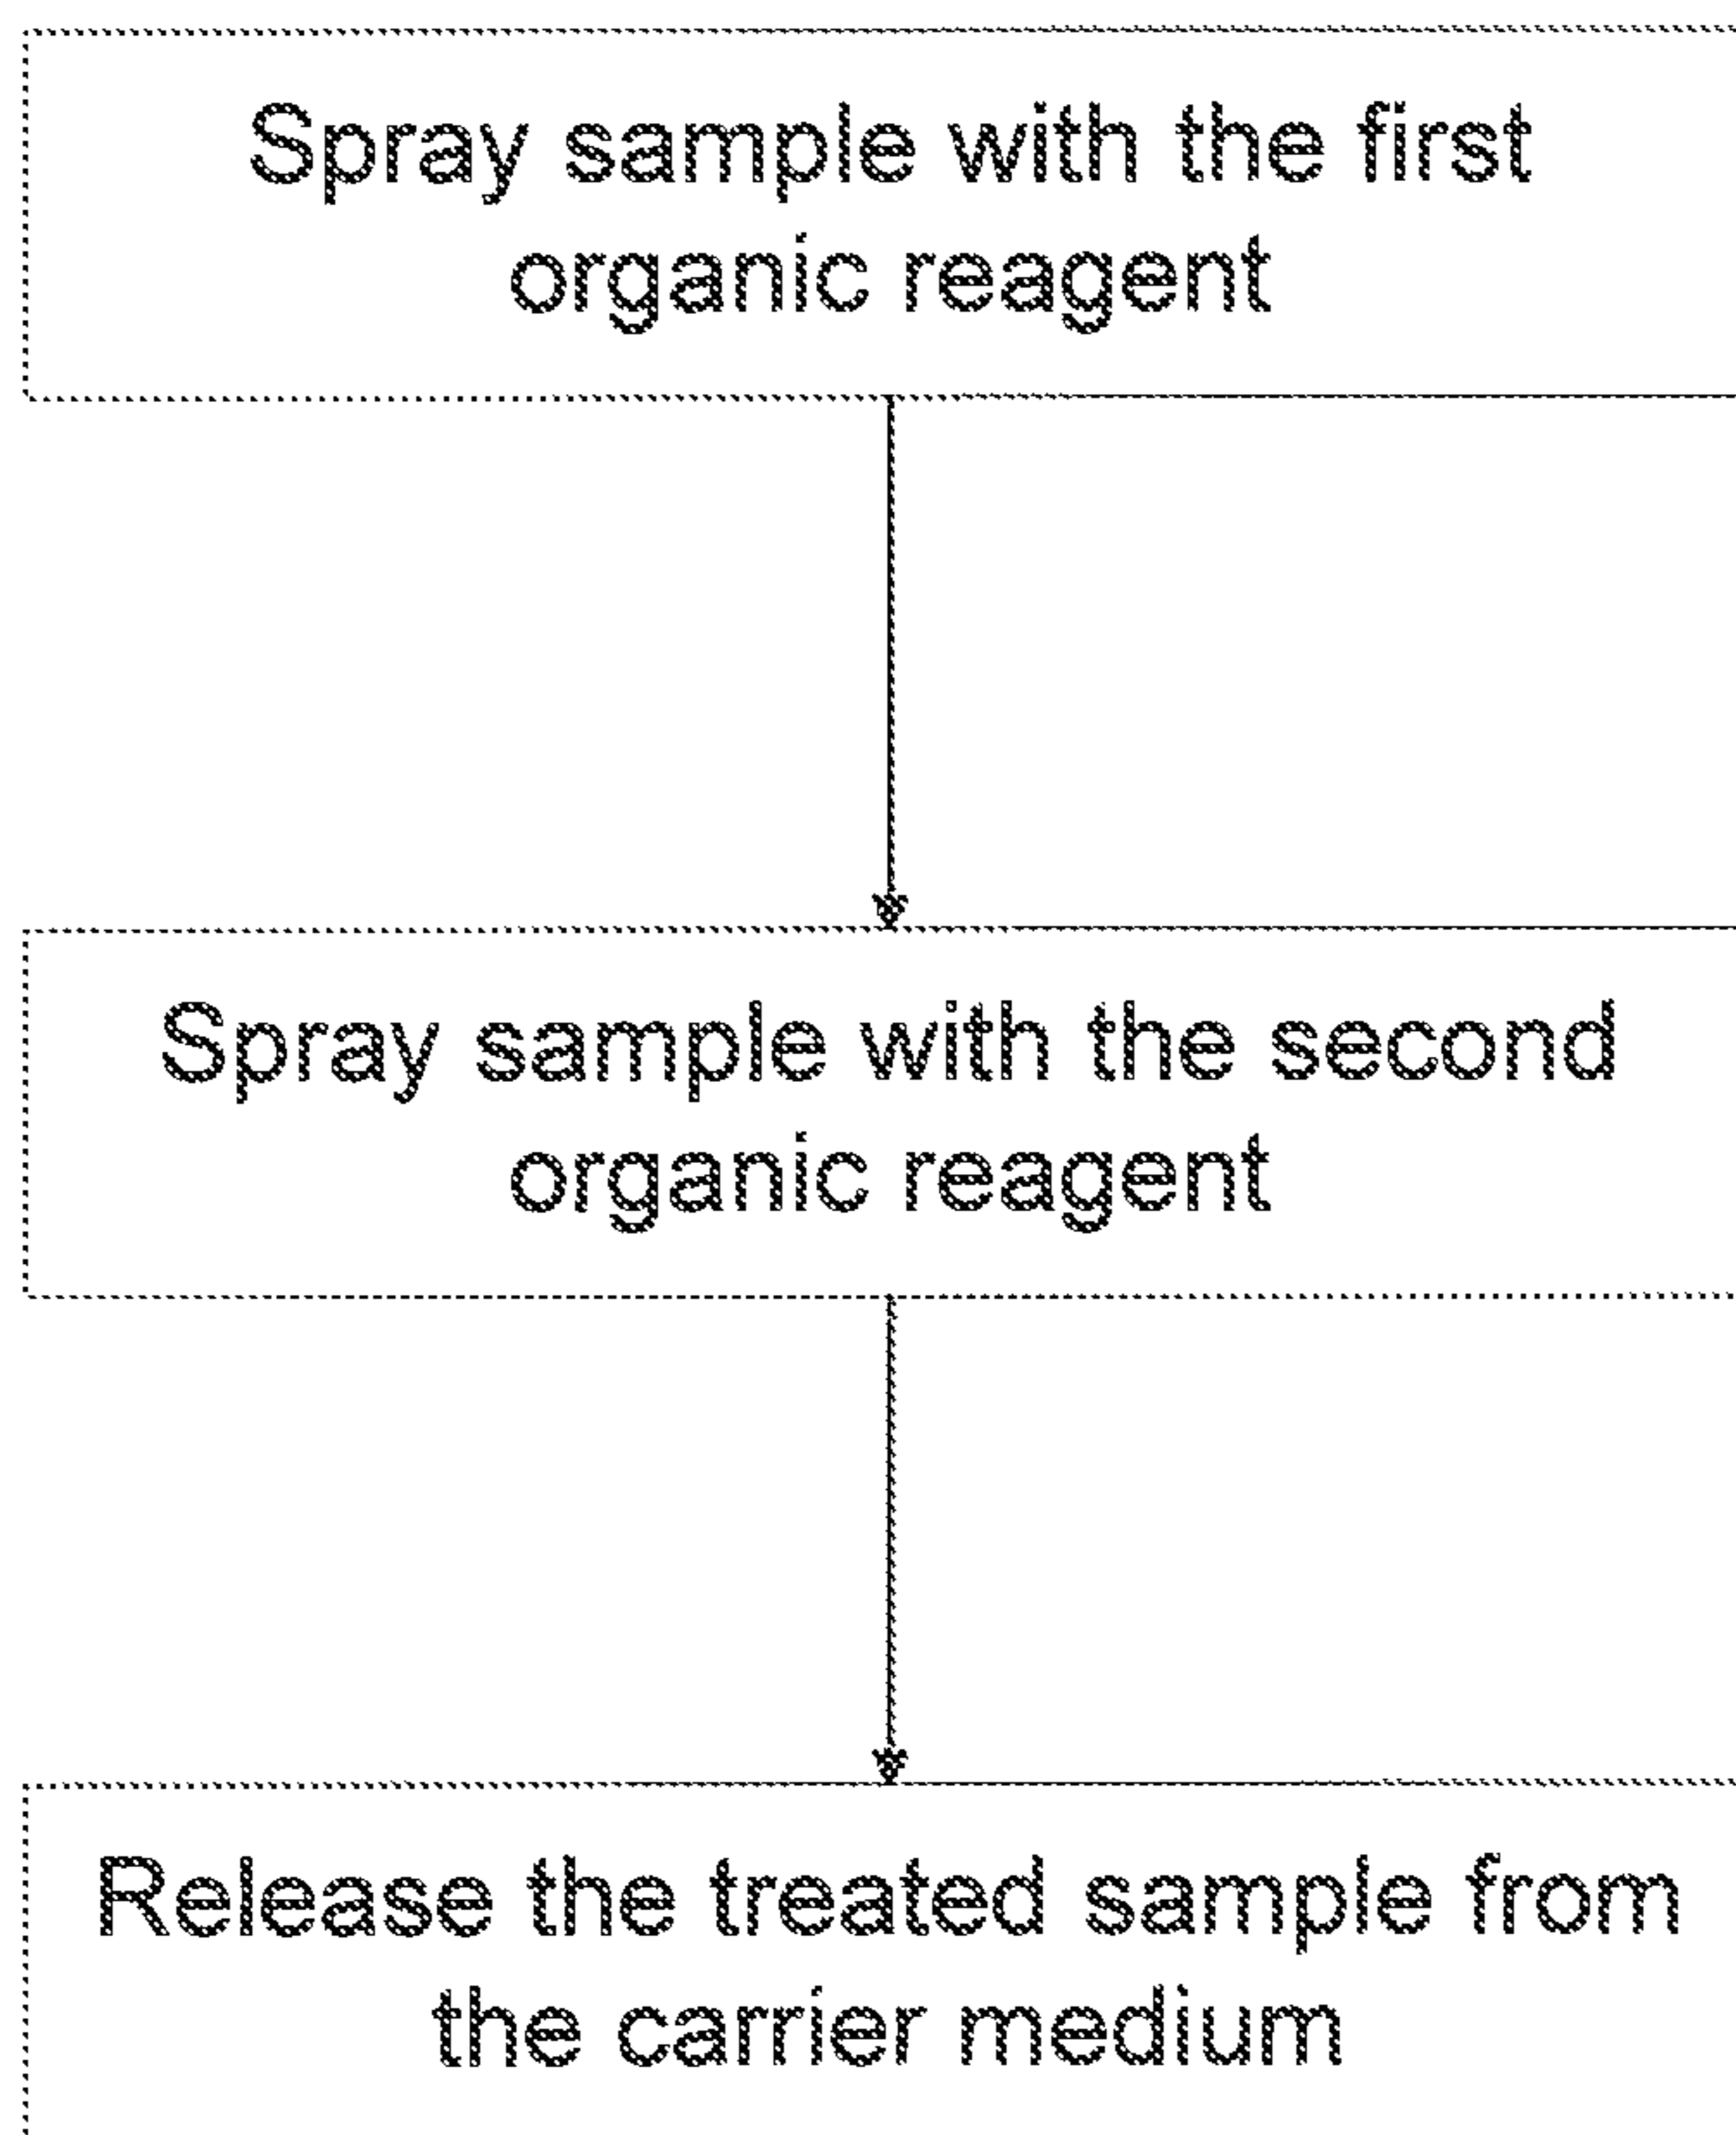 Spray sample with the first
organic reagent
Spray sample with the second
organic reagent
Release the treated sample from
the carrier medium